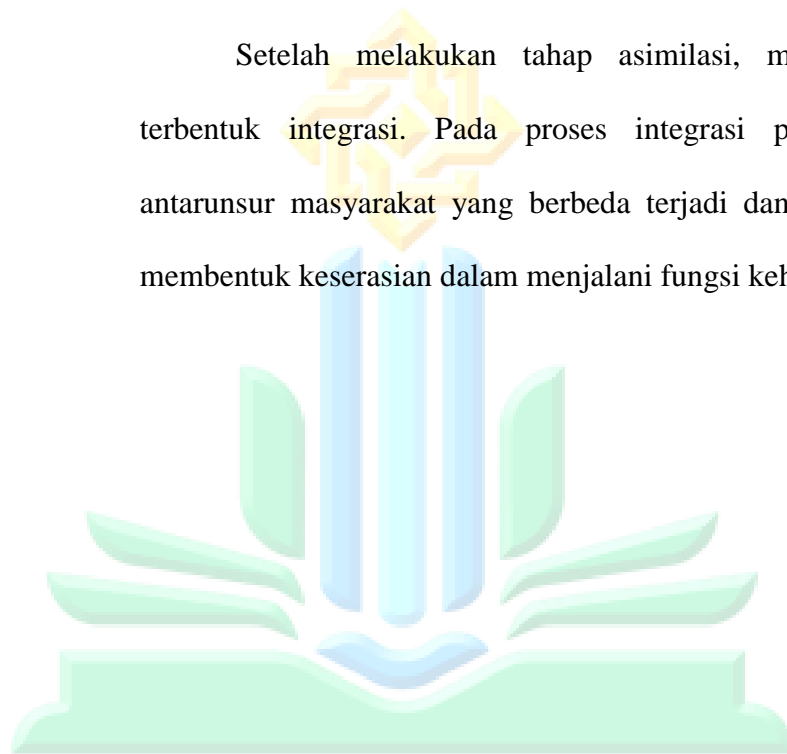 Setelah melakukan tahap asimilasi,
terbentuk integrasi. Pada proses integrasi
antarunsur masyarakat yang berbeda terjadi dan
membentuk keserasian dalam menjalani fungsi